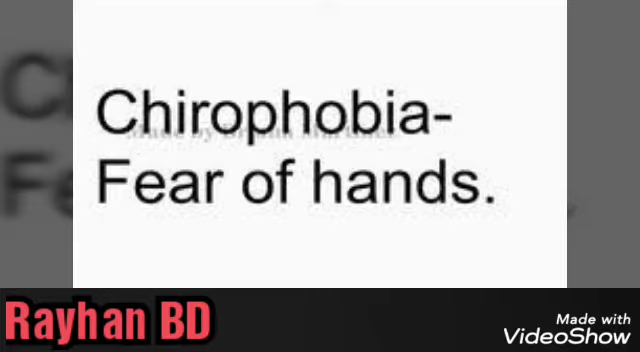 Chirophobia-
Fear of hands.
Rayhan BD
Made with
VideoShow